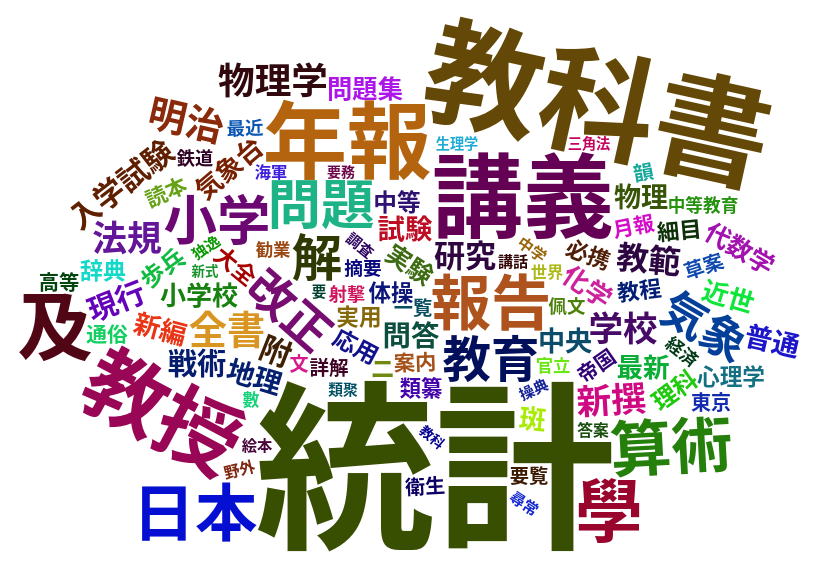 教科書
物理学
問題集
明治
最近
年報
生理学
三角法
入学試験
鉄道
気象台
海軍
要務
講義
韻
読本
問題
中等
物理
中等教育
小学
試験
月報
細目
代数学
法規
独逸
勧業
解
調査
実験
研究
講話
中学
必携
教範
草案
辞典
歩兵
新式
大全
摘要
世界
化学
高等
現行
小学校
改正
要
射撃
体操
一覧
報告
佩文
教程
近世
及
通俗
新編
全書
実用
応用
問答
中央
学校
気象
普通
経済
戦術
地理
附
文
詳解
二
案内
教育
官立
帝国
最新
理科
心理学
教授
數
類聚
類纂
操典
新撰
東京
統計
教科
班
答案
算術
絵本
野外
日本
衛生
要覧
尋常
學